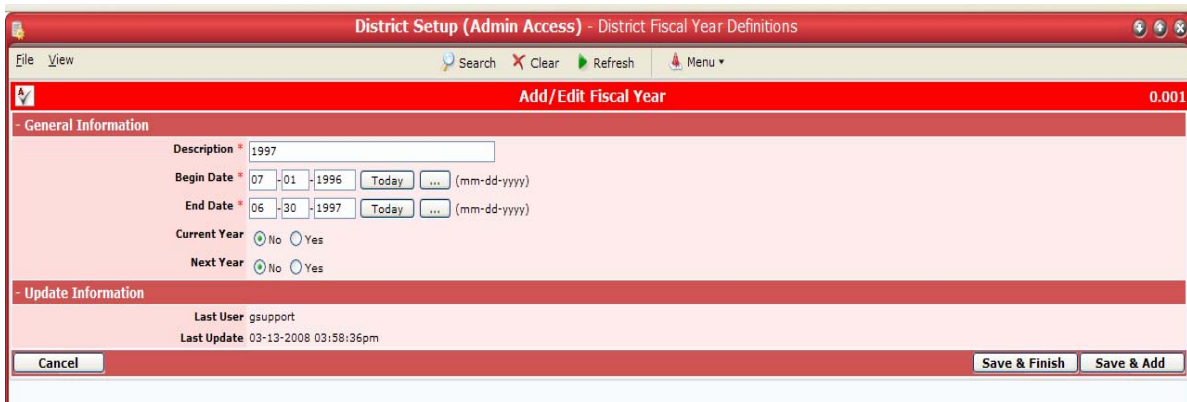 District Setup (Admin Access) - District Fiscal Year Definitions
File View Search Clear Refresh Menu
Add/Edit Fiscal Year 0.001
- General Information
Description * 1997
Begin Date * 07 - 01 - 1996 Today ... (mm-dd-yyyy)
End Date * 06 - 30 - 1997 Today ... (mm-dd-yyyy)
Current Year No Yes
Next Year No Yes
- Update Information
Last User gsupport
Last Update 03-13-2008 03:58:36pm
Cancel Save & Finish Save & Add